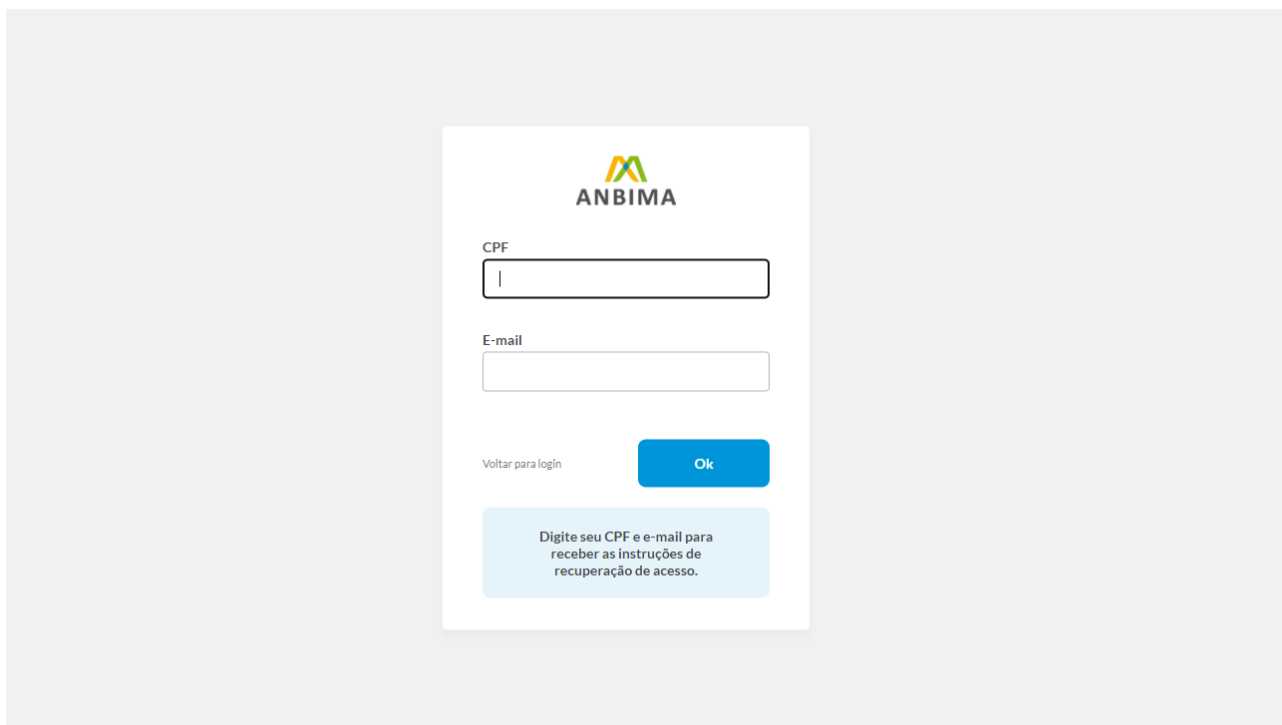 ANBIMA
CPF
E-mail
Voltar para login
Ok
Digite seu CPF e e-mail para
receber as instruções de
recuperação de acesso.